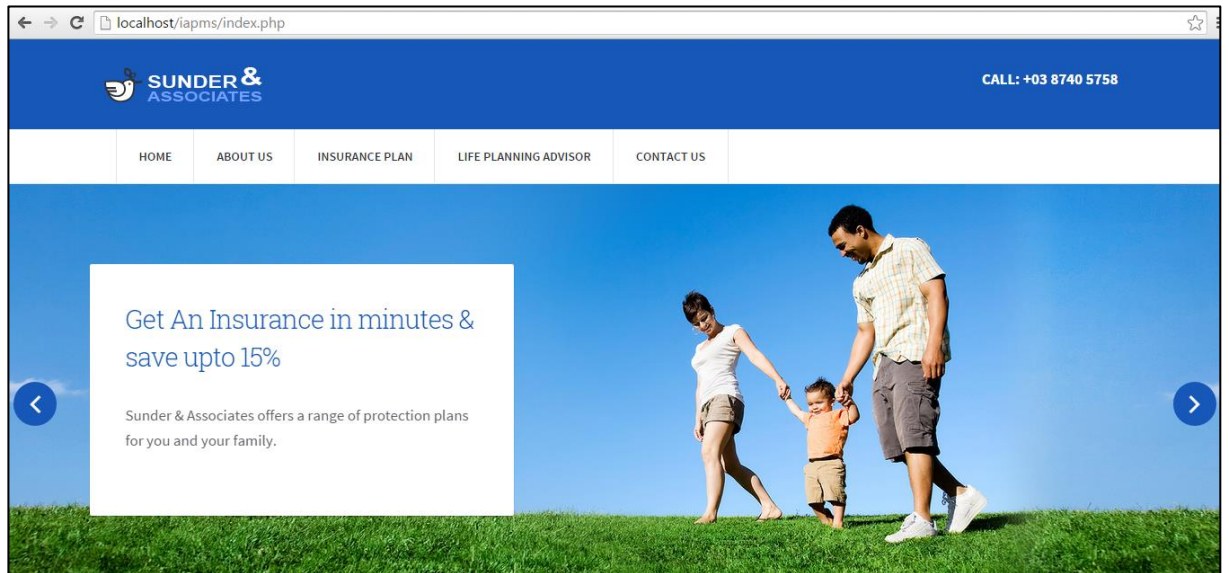 localhost/iapms/index.php
SUNDER &
ASSOCIATES
CALL: +03 8740 5758
HOME ABOUT US INSURANCE PLAN LIFE PLANNING ADVISOR CONTACT US
Get An Insurance in minutes &
save upto 15%
Sunder & Associates offers a range of protection plans
for you and your family.